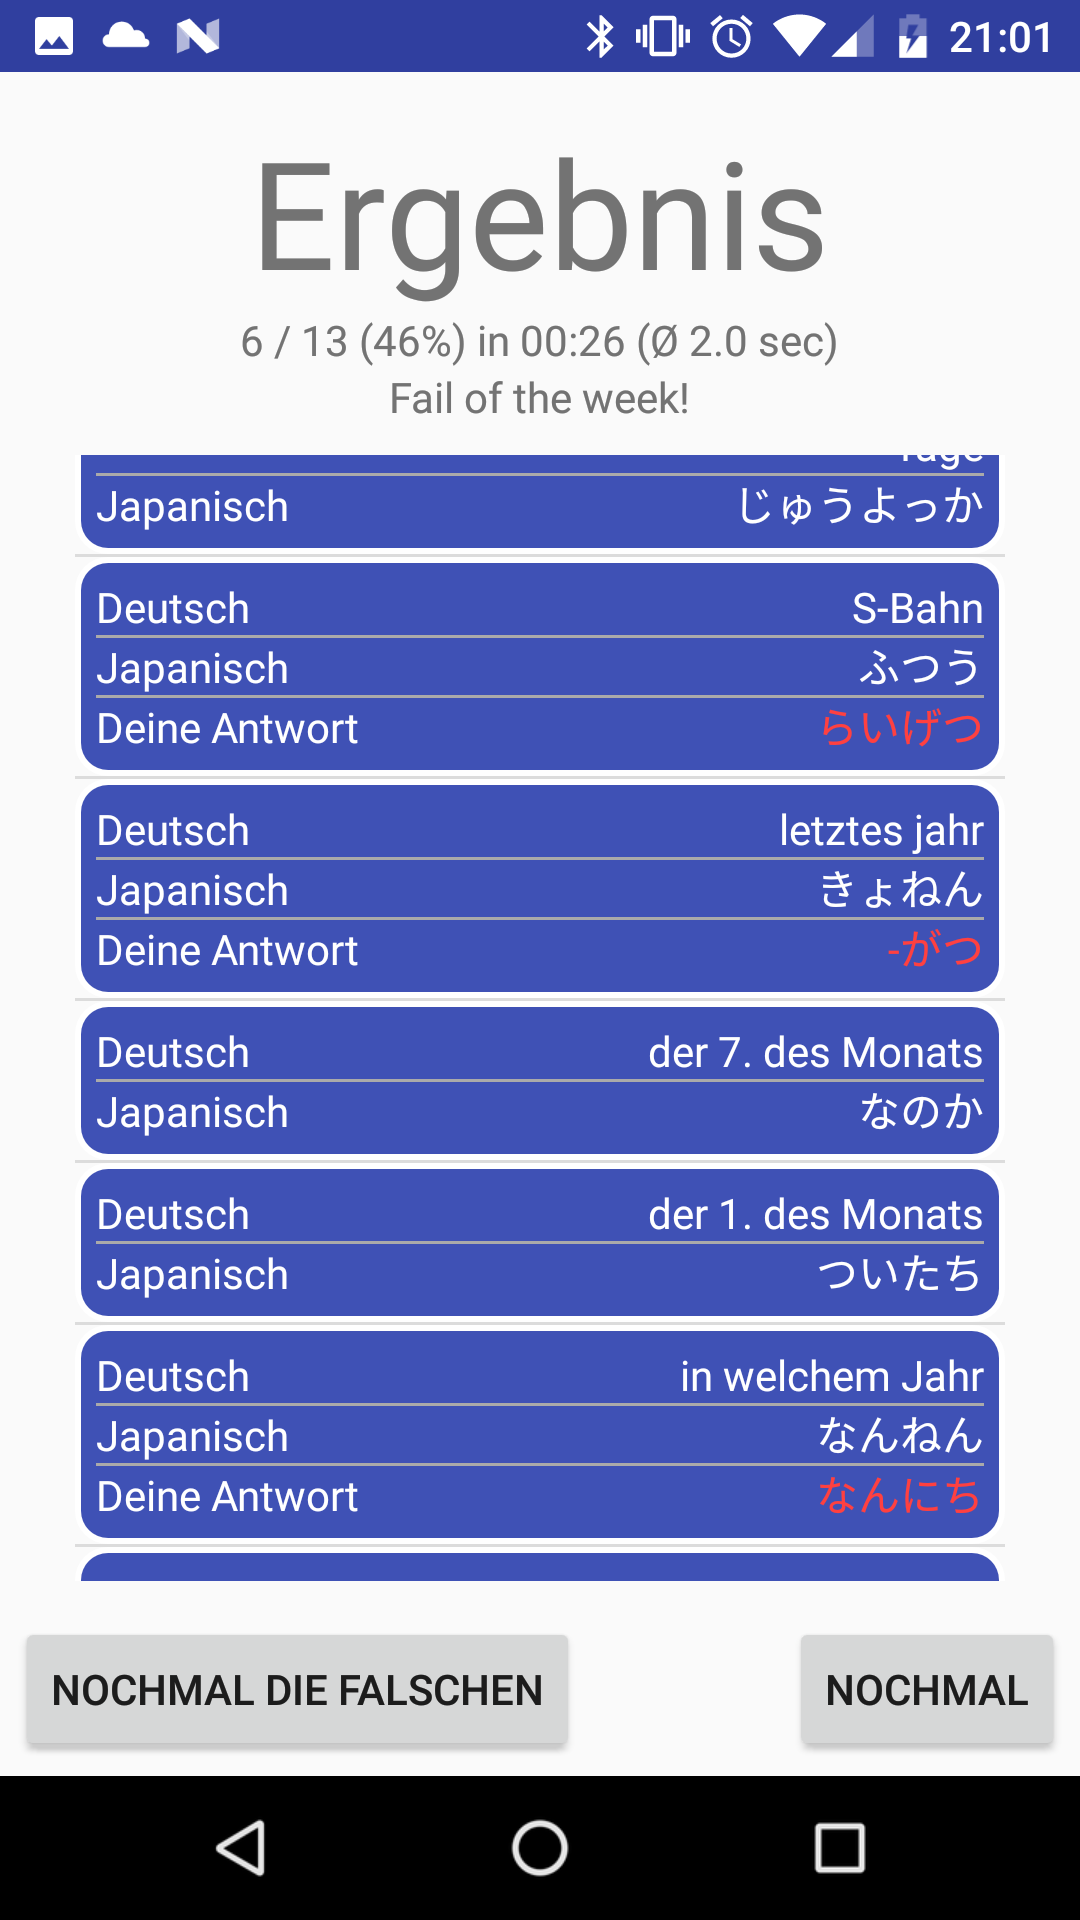 21:01
Ergebnis
6 / 13 (46%) in 00:26 (Ø 2.0 sec)
Fail of the week!
Tage
Japanisch じゅうよっか
Deutsch S-Bahn
Japanisch ふつう
Deine Antwort らいげつ
Deutsch letztes jahr
Japanisch きょねん
Deine Antwort -がつ
Deutsch der 7. des Monats
Japanisch なのか
Deutsch der 1. des Monats
Japanisch ついたち
Deutsch in welchem Jahr
Japanisch なんねん
Deine Antwort なんにち
NOCHMAL DIE FALSCHEN NOCHMAL